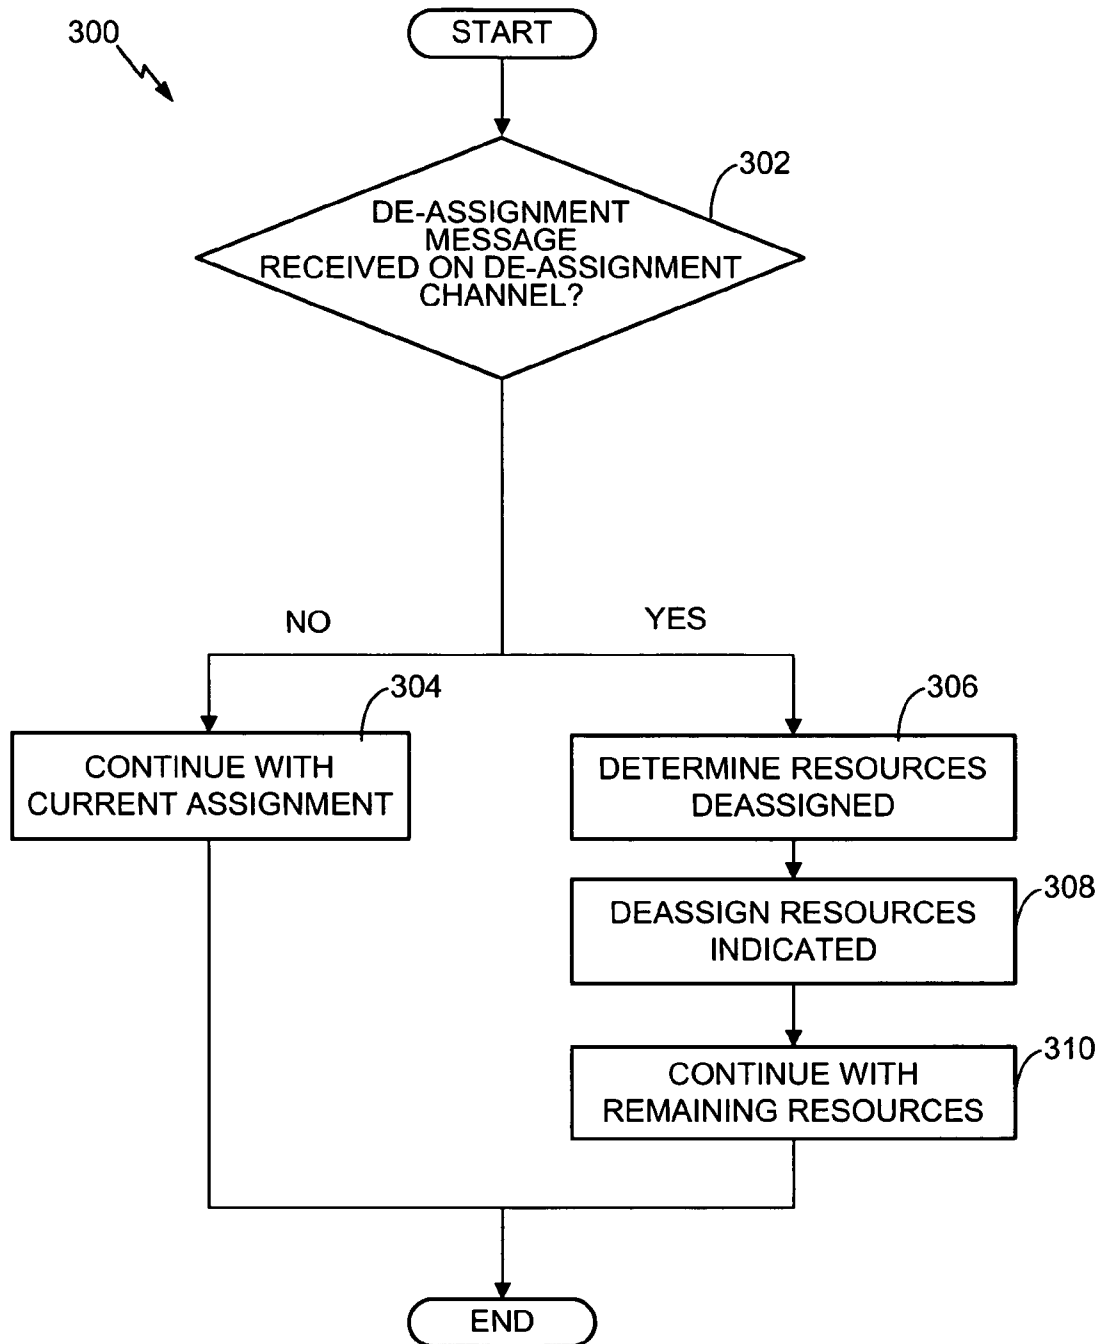 300
START
302
DE-ASSIGNMENT
MESSAGE
RECEIVED ON DE-ASSIGNMENT
CHANNEL?
NO
YES
304
306
CONTINUE WITH
CURRENT ASSIGNMENT
DETERMINE RESOURCES
DEASSIGNED
308
DEASSIGN RESOURCES
INDICATED
310
CONTINUE WITH
REMAINING RESOURCES
END